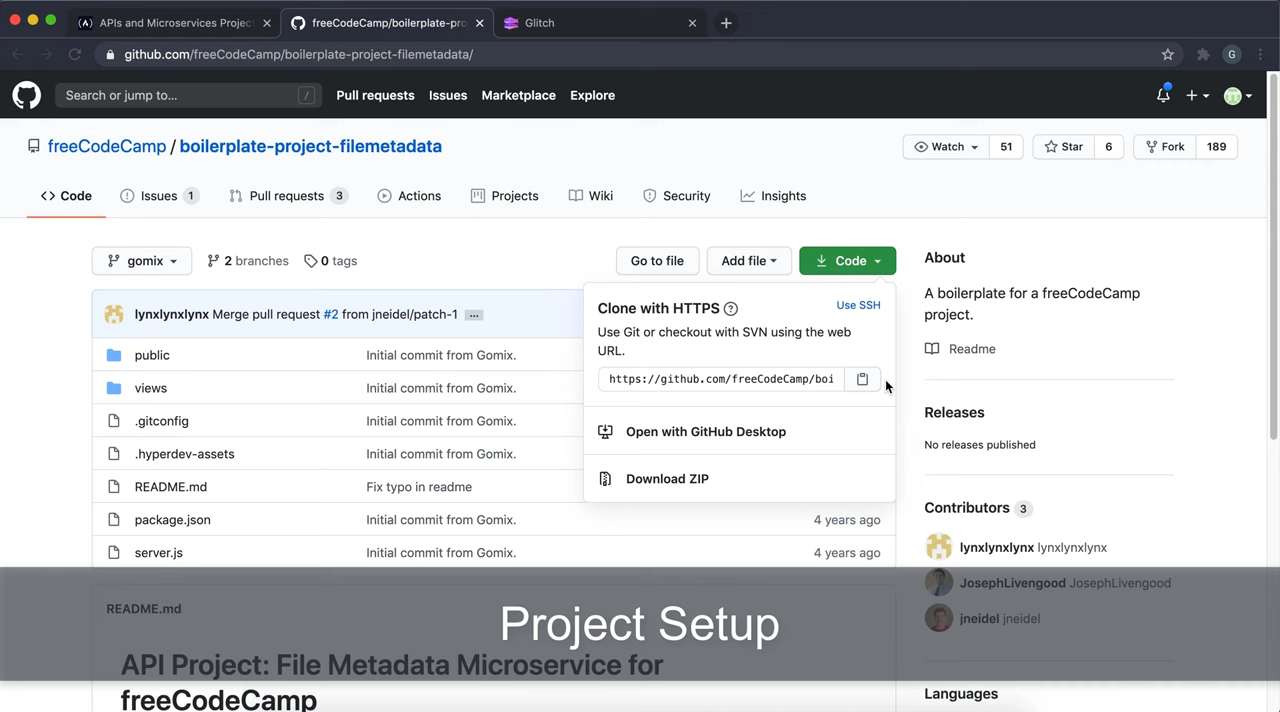 APIs and Microservices Projec
freeCodeCamp/boilerplate-pro
Glitch
github.com/freeCodeCamp/boilerplate-project-filemetadata/
G
Search or jump to...
/
Pull requests
Issues
Marketplace
Explore
freeCodeCamp / boilerplate-project-filemetadata
Watch 51
Star 6
Fork 189
Code
Issues 1
Pull requests 3
Actions
Projects
Wiki
Security
Insights
gomix
2 branches
0 tags
Go to file
Add file
Code
lynxlynxlynx Merge pull request #2 from jneidel/patch-1 ...
public Initial commit from Gomix.
views Initial commit from Gomix.
.gitconfig Initial commit from Gomix.
.hyperdev-assets Initial commit from Gomix.
README.md Fix typo in readme
package.json Initial commit from Gomix. 4 years ago
server.js Initial commit from Gomix. 4 years ago
Clone with HTTPS ?
Use SSH
Use Git or checkout with SVN using the web
URL.
https://github.com/freeCodeCamp/boi
Open with GitHub Desktop
Download ZIP
About
A boilerplate for a freeCodeCamp
project.
Readme
Releases
No releases published
Contributors 3
lynxlynxlynx lynxlynxlynx
JosephLivengood JosephLivengood
jneidel jneidel
Languages
README.md
Project Setup
API Project: File Metadata Microservice for
freeCodeCamp